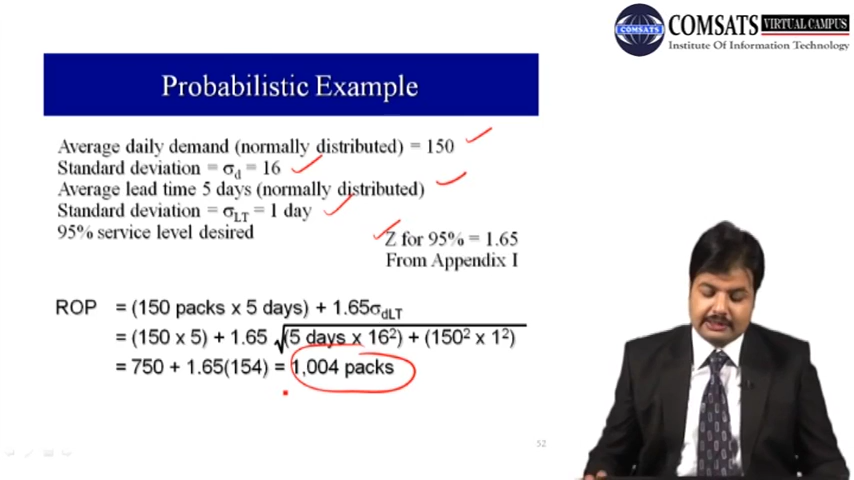 COMSATS VIRTUAL CAMPUS
COMSATS
Institute Of Information Technology
Probabilistic Example
Average daily demand (normally distributed) = 150
Standard deviation = σd = 16
Average lead time 5 days (normally distributed)
Standard deviation = σLT = 1 day
95% service level desired
Z for 95% = 1.65
From Appendix I
ROP = (150 packs x 5 days) + 1.65σdLT
= (150 x 5) + 1.65 √(5 days x 16²) + (150² x 1²)
= 750 + 1.65(154) = 1,004 packs
52